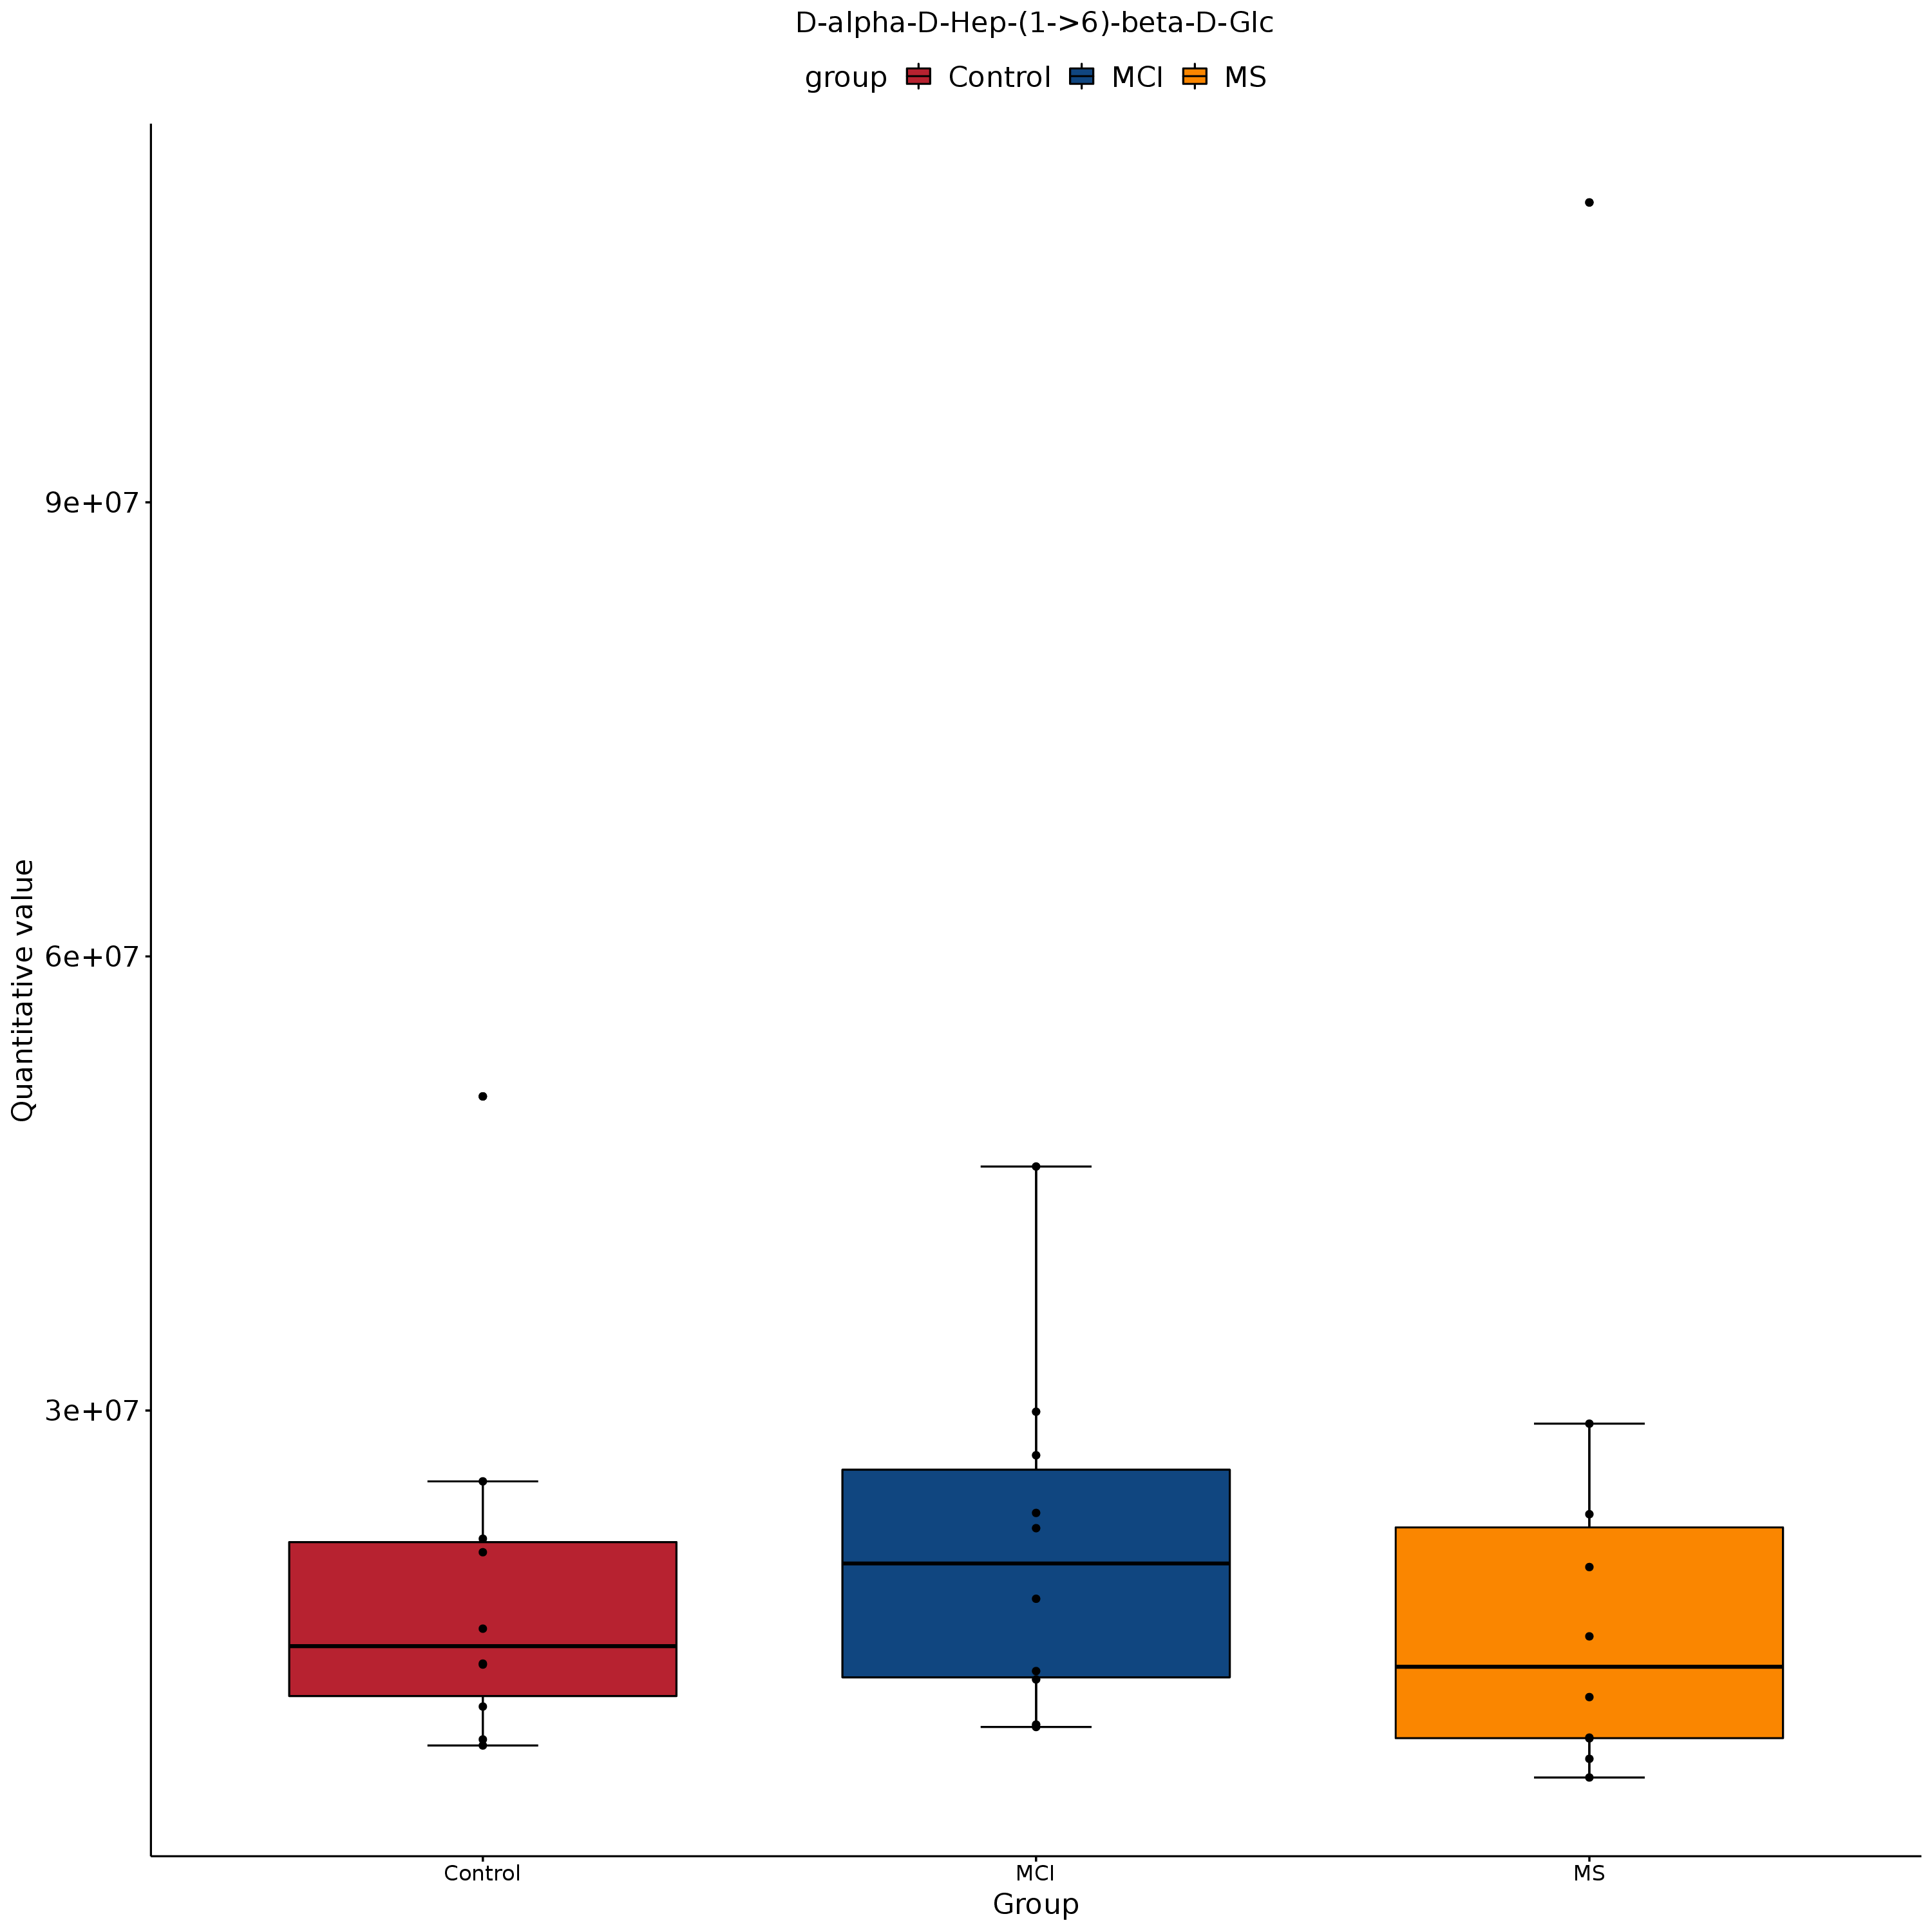 D-alpha-D-Hep-(1->6)-beta-D-Glc
group Control MCI MS
9e+07
6e+07
3e+07
Quantitative value
Control MCI MS
Group